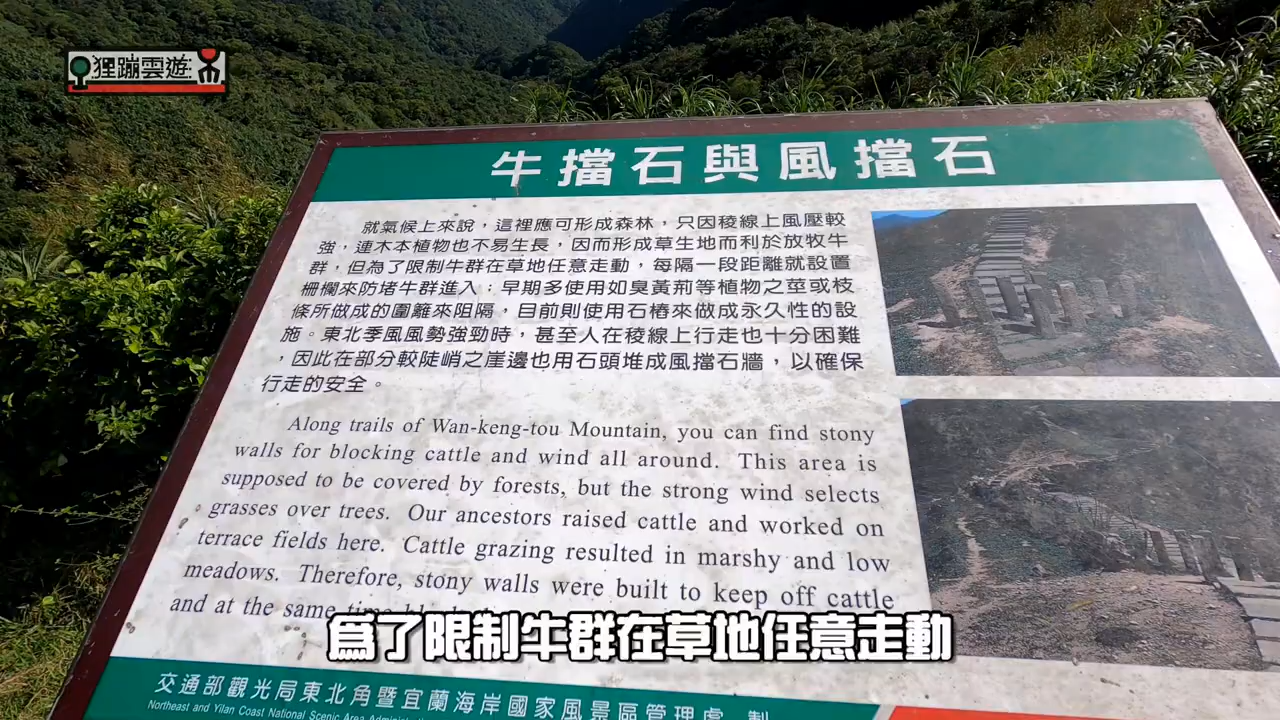 狸蹦雲遊
牛擋石與風擋石
就氣候上來說，這裡應可形成森林，只因稜線上風壓較
強，連木本植物也不易生長，因而形成草生地而利於放牧牛
群，但為了限制牛群在草地任意走動，每隔一段距離就設置
柵欄來防堵牛群進入；早期多使用如臭黃荊等植物之莖或枝
條所做成的圍籬來阻隔，目前則使用石樁來做成永久性的設
施。東北季風風勢強勁時，甚至人在稜線上行走也十分困難
，因此在部分較陡峭之崖邊也用石頭堆成風擋石牆，以確保
行走的安全。
Along trails of Wan-keng-tou Mountain, you can find stony
walls for blocking cattle and wind all around. This area is
supposed to be covered by forests, but the strong wind selects
grasses over trees. Our ancestors raised cattle and worked on
terrace fields here. Cattle grazing resulted in marshy and low
meadows. Therefore, stony walls were built to keep off cattle
and at the same time
為了限制牛群在草地任意走動
交通部觀光局東北角暨宜蘭海岸國家風景區管理處 製
Northeast and Yilan Coast National Scenic Area